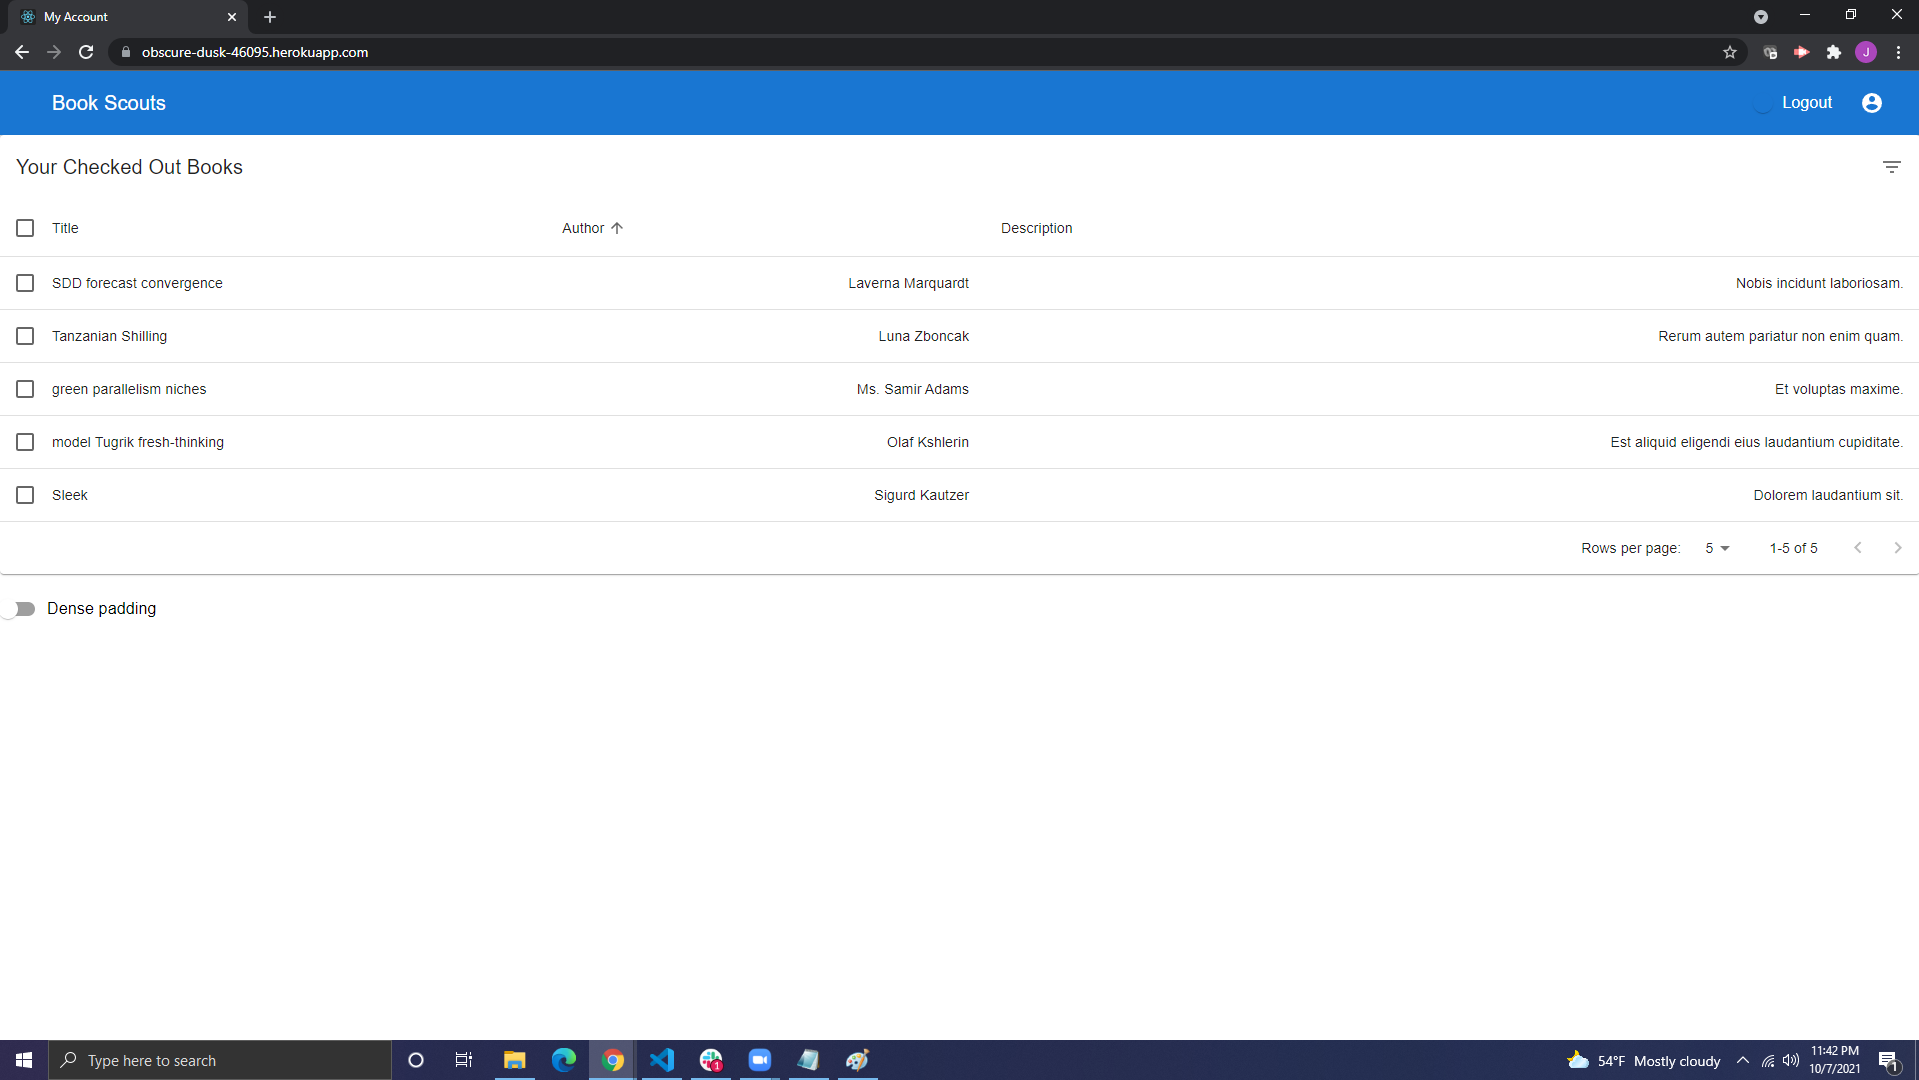 My Account
obscure-dusk-46095.herokuapp.com
J
Book Scouts
Logout
Your Checked Out Books
Title Author Description
SDD forecast convergence Laverna Marquardt Nobis incidunt laboriosam.
Tanzanian Shilling Luna Zboncak Rerum autem pariatur non enim quam.
green parallelism niches Ms. Samir Adams Et voluptas maxime.
model Tugrik fresh-thinking Olaf Kshlerin Est aliquid eligendi eius laudantium cupiditate.
Sleek Sigurd Kautzer Dolorem laudantium sit.
Rows per page: 5 1-5 of 5
Dense padding
Type here to search
1
54°F Mostly cloudy
11:42 PM
10/7/2021
1